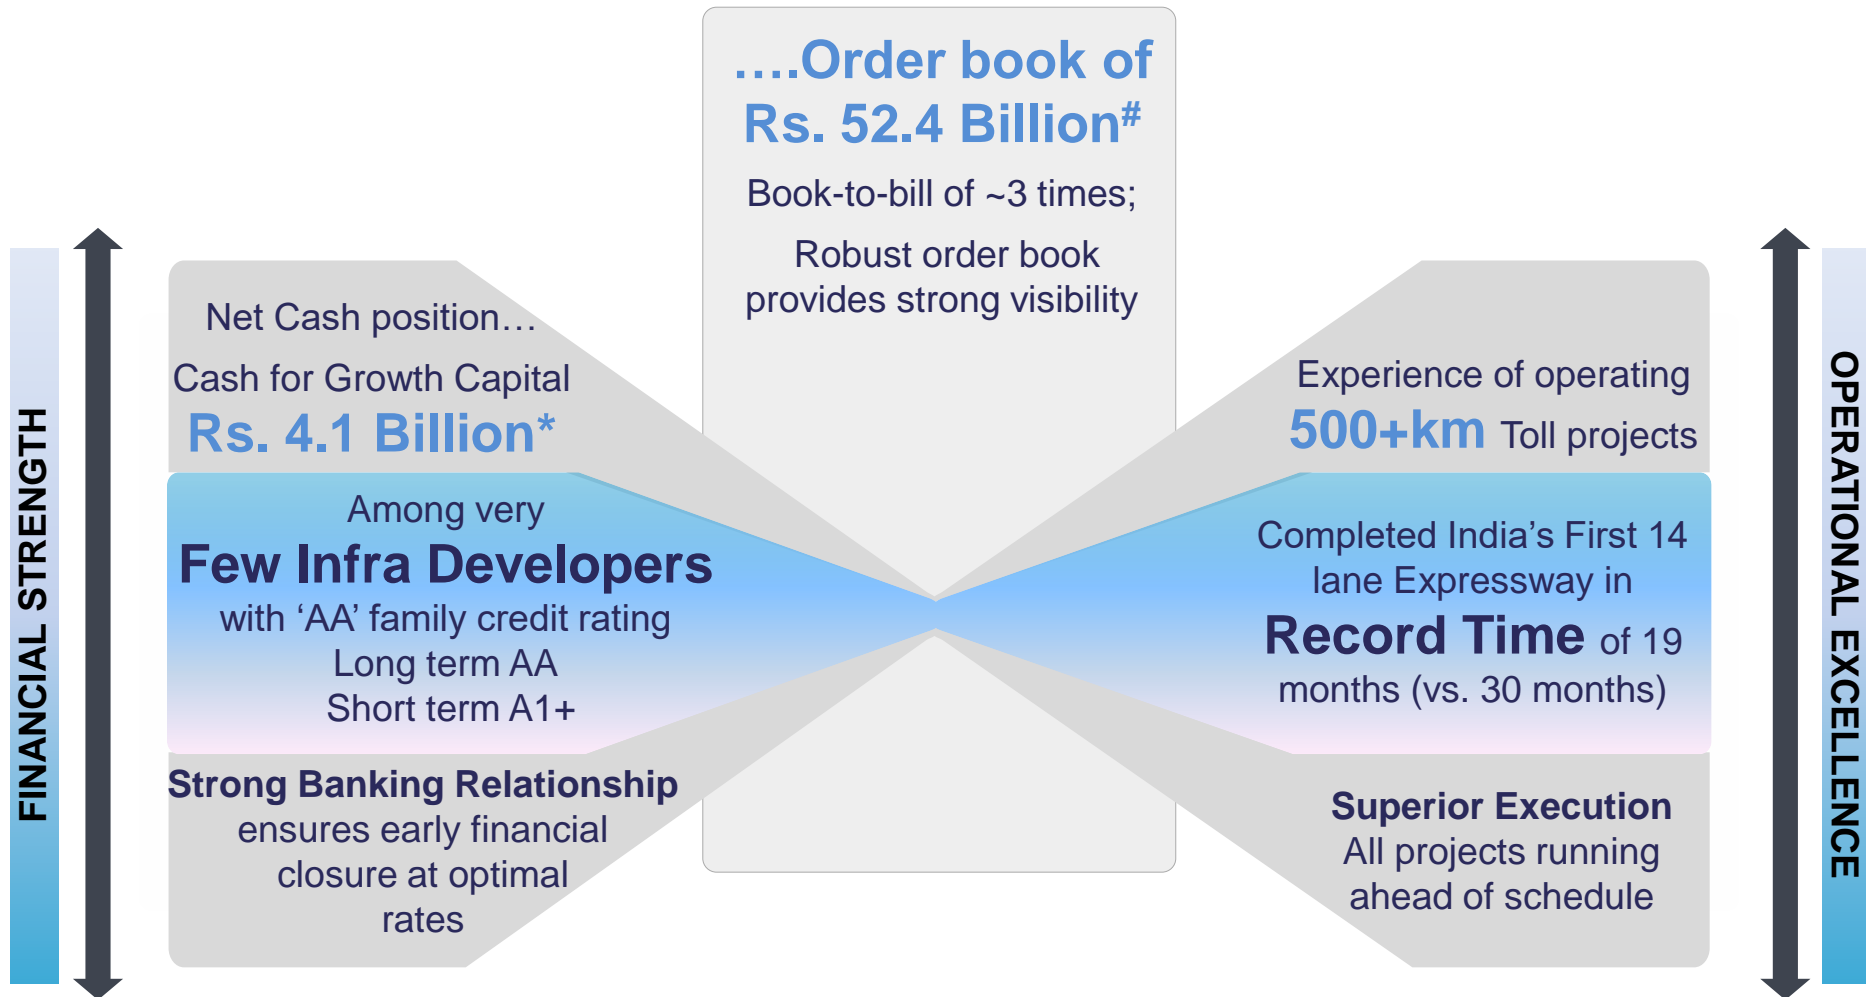 ….Order book of
Rs. 52.4 Billion#
Book-to-bill of ~3 times;
Robust order book
provides strong visibility
FINANCIAL STRENGTH
Net Cash position…
Cash for Growth Capital
Rs. 4.1 Billion*
Among very
Few Infra Developers
with ‘AA’ family credit rating
Long term AA
Short term A1+
Strong Banking Relationship
ensures early financial
closure at optimal
rates
Experience of operating
500+km Toll projects
Completed India’s First 14
lane Expressway in
Record Time of 19
months (vs. 30 months)
Superior Execution
All projects running
ahead of schedule
OPERATIONAL EXCELLENCE